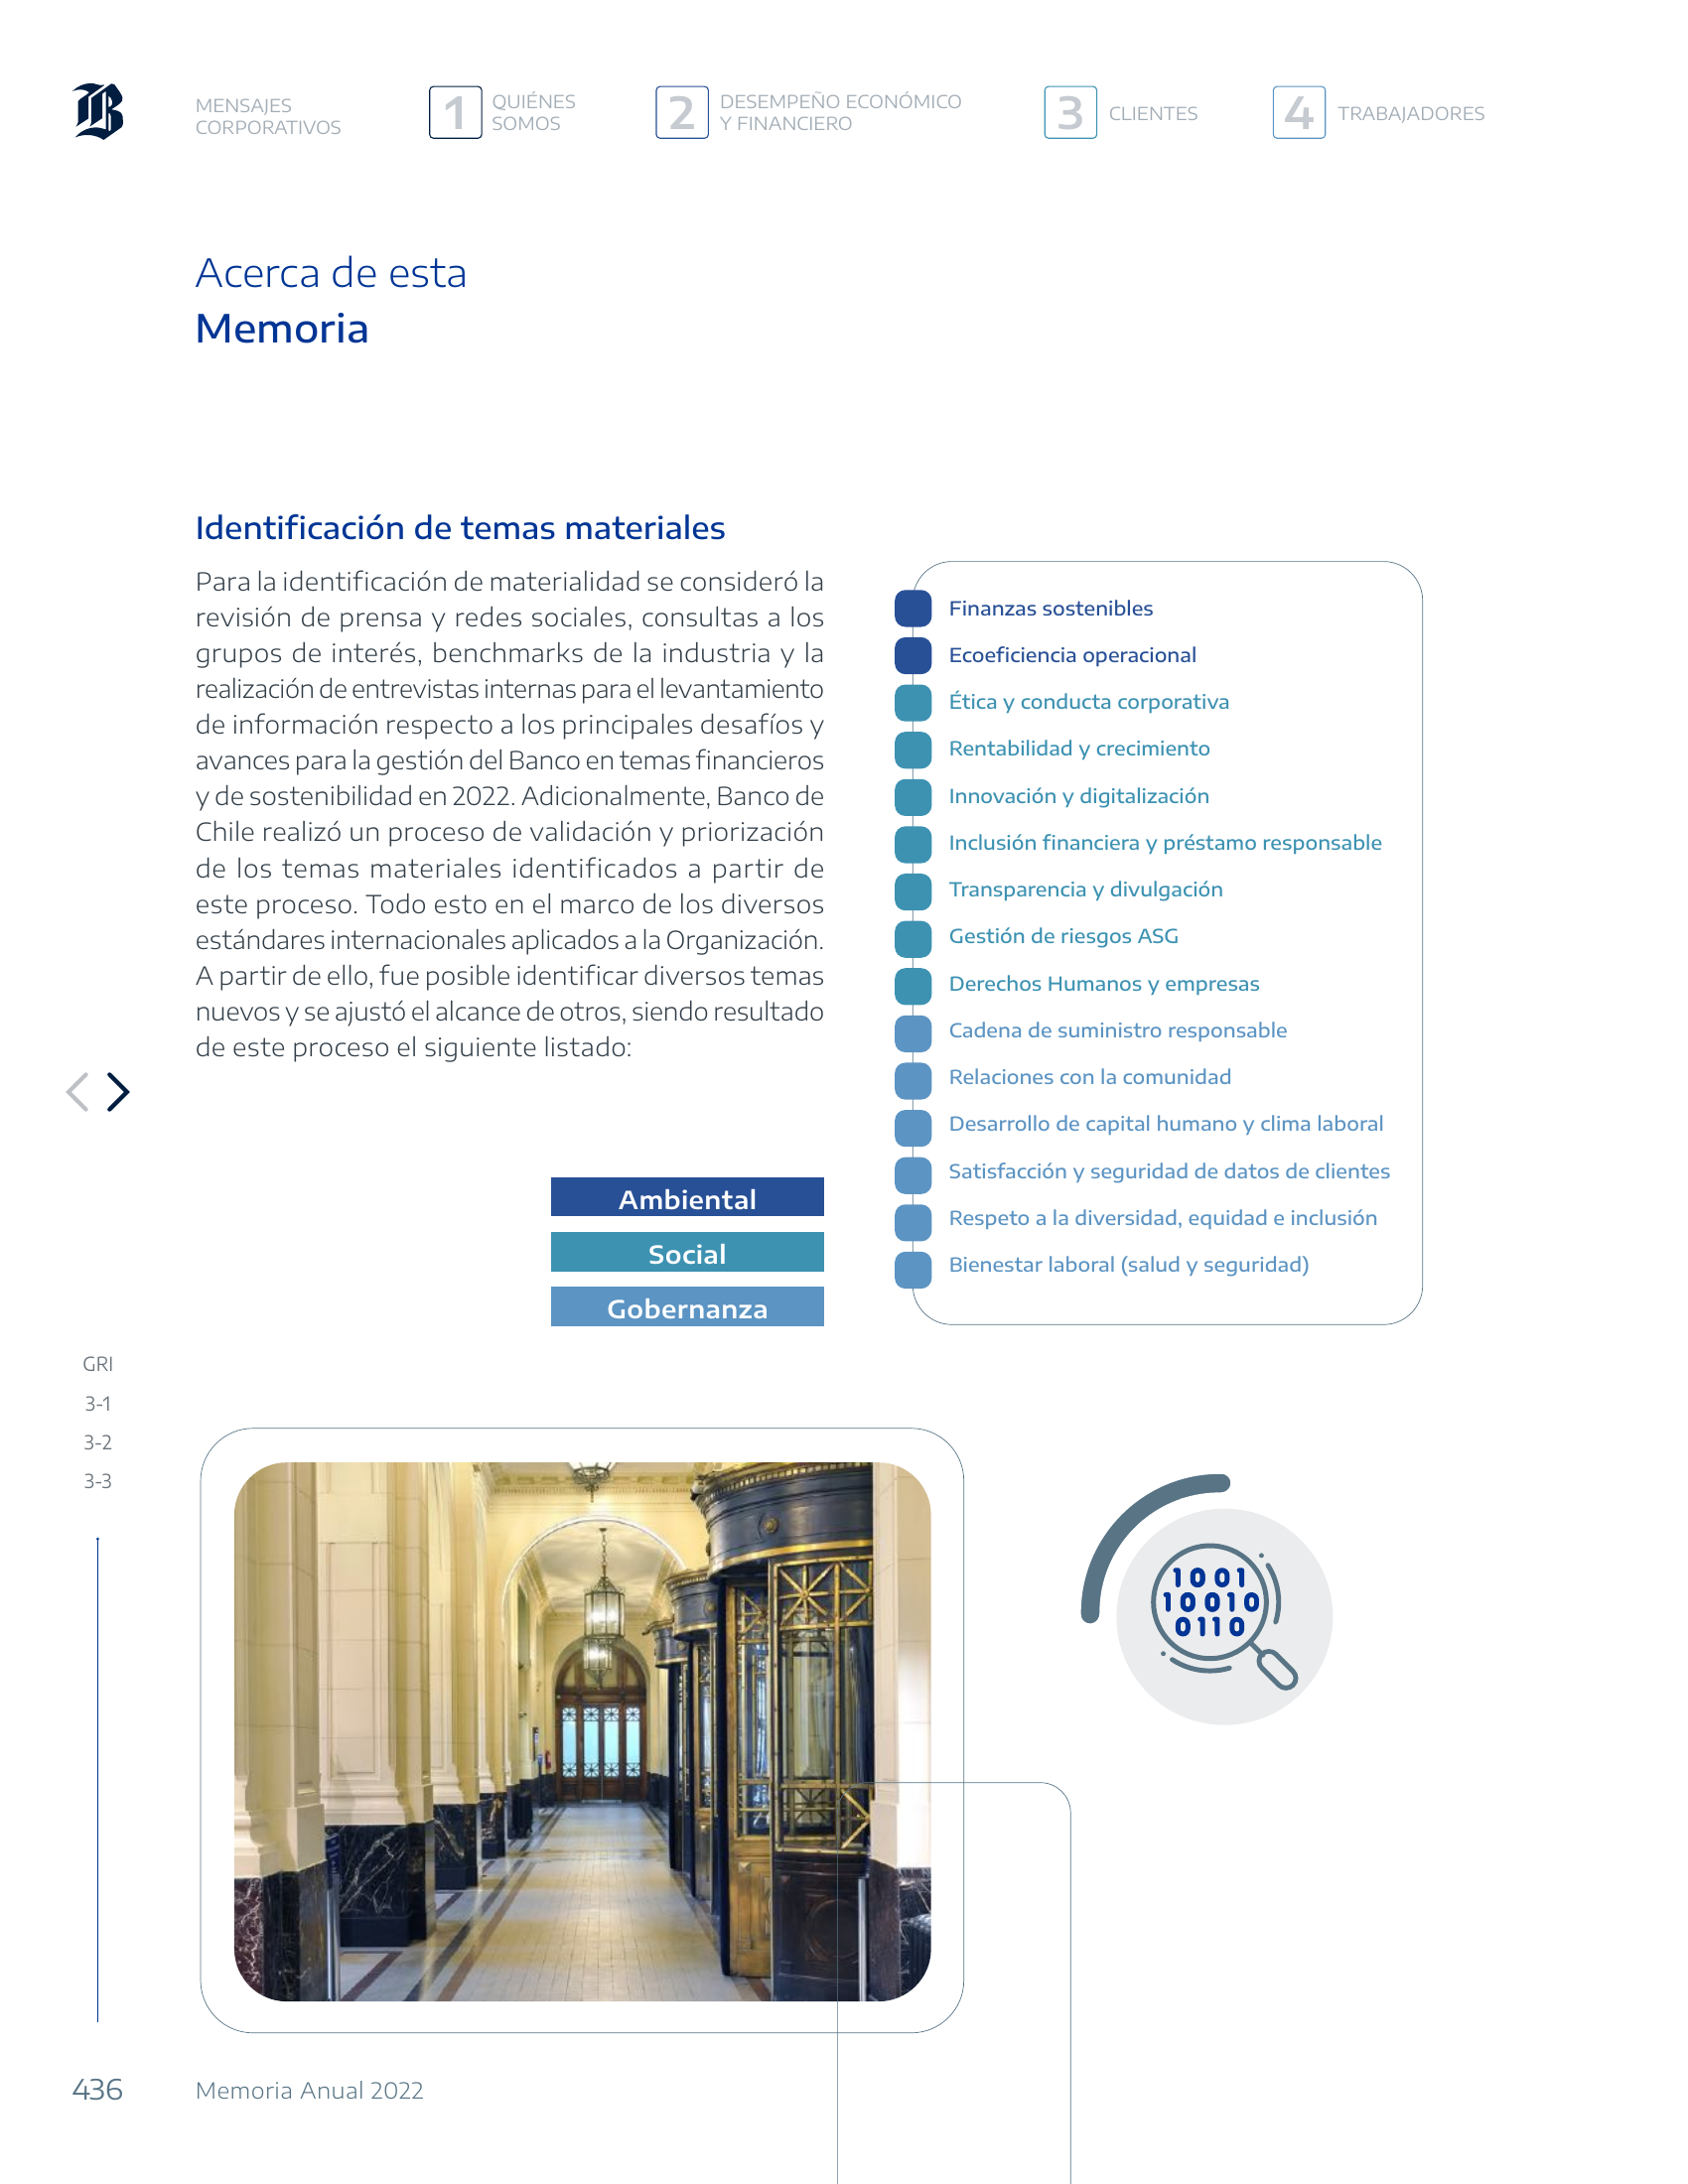 MENSAJES
CORPORATIVOS
1
QUIÉNES
SOMOS
2
DESEMPEÑO ECONÓMICO
Y FINANCIERO
3
CLIENTES
4
TRABAJADORES
Acerca de esta
Memoria
Identificación de temas materiales
Para la identificación de materialidad se consideró la
revisión de prensa y redes sociales, consultas a los
grupos de interés, benchmarks de la industria y la
realización de entrevistas internas para el levantamiento
de información respecto a los principales desafíos y
avances para la gestión del Banco en temas financieros
y de sostenibilidad en 2022. Adicionalmente, Banco de
Chile realizó un proceso de validación y priorización
de los temas materiales identificados a partir de
este proceso. Todo esto en el marco de los diversos
estándares internacionales aplicados a la Organización.
A partir de ello, fue posible identificar diversos temas
nuevos y se ajustó el alcance de otros, siendo resultado
de este proceso el siguiente listado:
Ambiental
Social
Gobernanza
Finanzas sostenibles
Ecoeficiencia operacional
Ética y conducta corporativa
Rentabilidad y crecimiento
Innovación y digitalización
Inclusión financiera y préstamo responsable
Transparencia y divulgación
Gestión de riesgos ASG
Derechos Humanos y empresas
Cadena de suministro responsable
Relaciones con la comunidad
Desarrollo de capital humano y clima laboral
Satisfacción y seguridad de datos de clientes
Respeto a la diversidad, equidad e inclusión
Bienestar laboral (salud y seguridad)
GRI
3-1
3-2
3-3
1001
10010
0110
436
Memoria Anual 2022